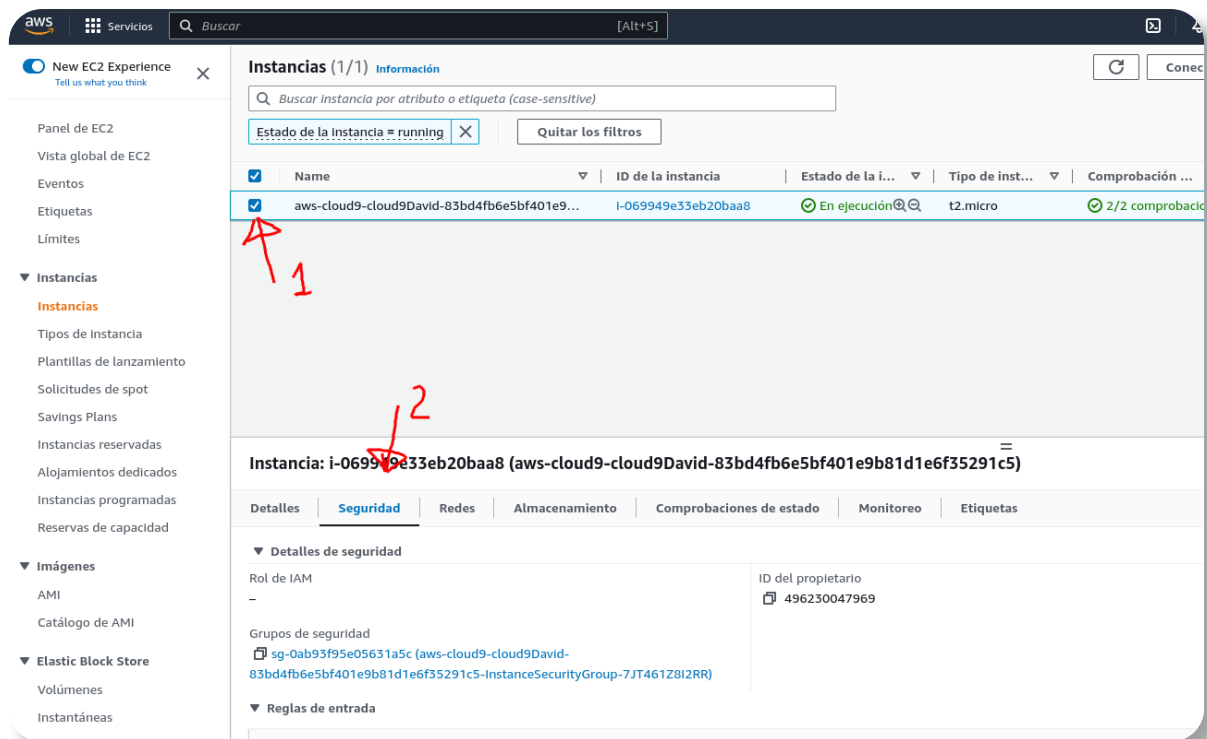 aws Servicios Buscar [Alt+S]
New EC2 Experience
Tell us what you think
Panel de EC2
Vista global de EC2
Eventos
Etiquetas
Límites
Instancias
Instancias
Tipos de instancia
Plantillas de lanzamiento
Solicitudes de spot
Savings Plans
Instancias reservadas
Alojamientos dedicados
Instancias programadas
Reservas de capacidad
Imágenes
AMI
Catálogo de AMI
Elastic Block Store
Volúmenes
Instantáneas
Instancias (1/1) Información
Conec
Buscar instancia por atributo o etiqueta (case-sensitive)
Estado de la instancia = running Quitar los filtros
Name ID de la instancia Estado de la i... Tipo de inst... Comprobación ...
aws-cloud9-cloud9David-83bd4fb6e5bf401e9... i-069949e33eb20baa8 En ejecución t2.micro 2/2 comprobacio
1
2
Instancia: i-069949e33eb20baa8 (aws-cloud9-cloud9David-83bd4fb6e5bf401e9b81d1e6f35291c5)
Detalles Seguridad Redes Almacenamiento Comprobaciones de estado Monitoreo Etiquetas
Detalles de seguridad
Rol de IAM
–
Grupos de seguridad
sg-0ab93f95e05631a5c (aws-cloud9-cloud9David-
83bd4fb6e5bf401e9b81d1e6f35291c5-InstanceSecurityGroup-7JT461Z8I2RR)
ID del propietario
496230047969
Reglas de entrada